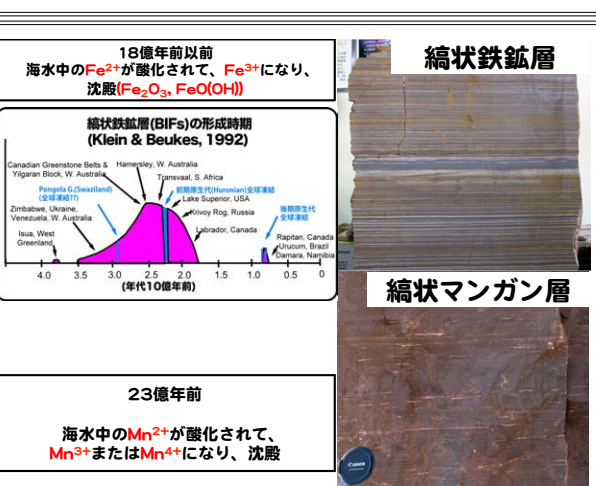 18億年前以前
海水中のFe2+が酸化されて、Fe3+になり、
沈殿(Fe2O3, FeO(OH))
縞状鉄鉱層
縞状鉄鉱層(BIFs)の形成時期
(Klein & Beukes, 1992)
Canadian Greenstone Belts &
Yilgaran Block, W. Australia
Hamersley, W. Australia
Transvaal, S. Africa
Pongola G.(Swaziland)
(全球凍結??)
前期原生代(Huronian)全球凍結
Lake Superior, USA
Zimbabwe, Ukraine,
Venezuela, W. Australia
Krivoy Rog, Russia
後期原生代
全球凍結
Isua, West
Greenland
Labrador, Canada
Rapitan, Canada
Urucum, Brazil
Damara, Namibia
4.0 3.5 3.0 2.5 2.0 1.5 1.0 0.5 0
(年代10億年前)
縞状マンガン層
23億年前
海水中のMn2+が酸化されて、
Mn3+またはMn4+になり、沈殿
Canon